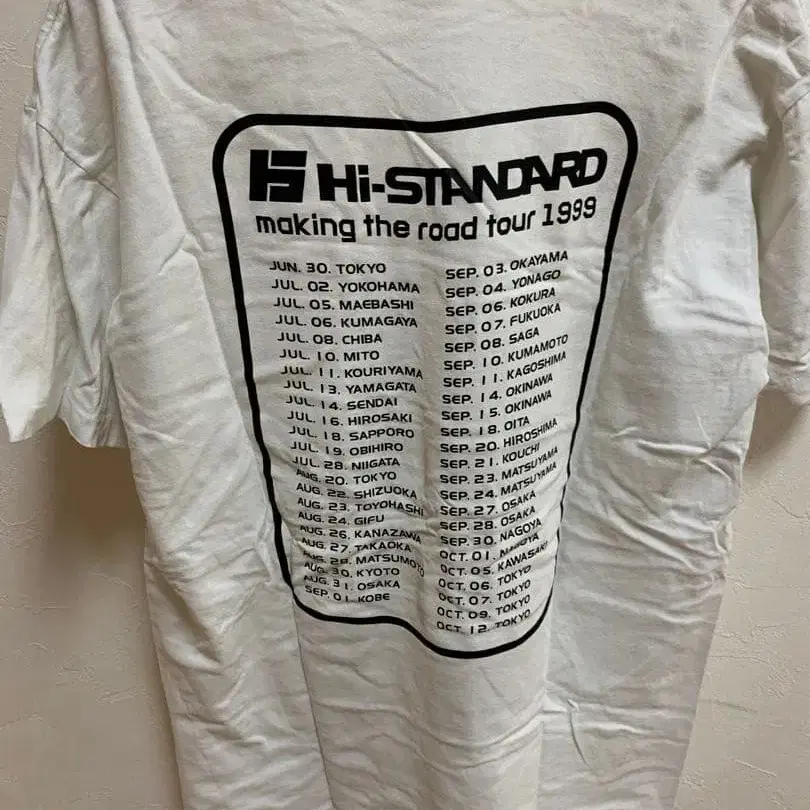 Hi-STANDARD
making the road tour 1999
JUN. 30. TOKYO
JUL. 02. YOKOHAMA
JUL. 05. MAEBASHI
JUL. 06. KUMAGAYA
JUL. 08. CHIBA
JUL. 10. MITO
JUL. 11. KOURIYAMA
JUL. 13. YAMAGATA
JUL. 14. SENDAI
JUL. 16. HIROSAKI
JUL. 18. SAPPORO
JUL. 19. OBIHIRO
JUL. 28. NIIGATA
AUG. 20. TOKYO
AUG. 22. SHIZUOKA
AUG. 23. TOYOHASHI
AUG. 24. GIFU
AUG. 26. KANAZAWA
AUG. 27. TAKAOKA
AUG. 29. MATSUMOTO
AUG. 30. KYOTO
AUG. 31. OSAKA
SEP. 01. KOBE
SEP. 03. OKAYAMA
SEP. 04. YONAGO
SEP. 06. KOKURA
SEP. 07. FUKUOKA
SEP. 08. SAGA
SEP. 10. KUMAMOTO
SEP. 11. KAGOSHIMA
SEP. 14. OKINAWA
SEP. 15. OKINAWA
SEP. 18. OITA
SEP. 20. HIROSHIMA
SEP. 21. KOUCHI
SEP. 23. MATSUYAMA
SEP. 24. MATSUYAMA
SEP. 27. OSAKA
SEP. 28. OSAKA
SEP. 30. NAGOYA
OCT. 01. NAGOYA
OCT. 05. KAWASAKI
OCT. 06. TOKYO
OCT. 07. TOKYO
OCT. 09. TOKYO
OCT. 12. TOKYO